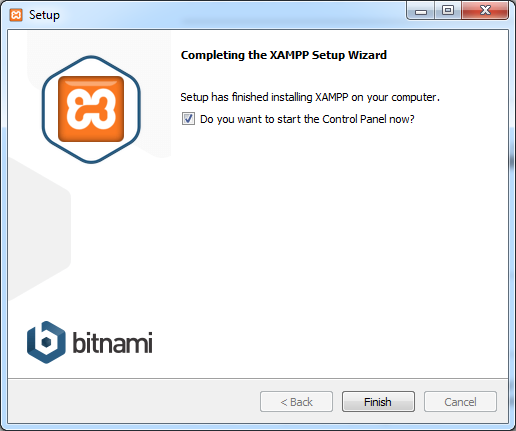 Setup
Completing the XAMPP Setup Wizard
Setup has finished installing XAMPP on your computer.
Do you want to start the Control Panel now?
bitnami
< Back
Finish
Cancel